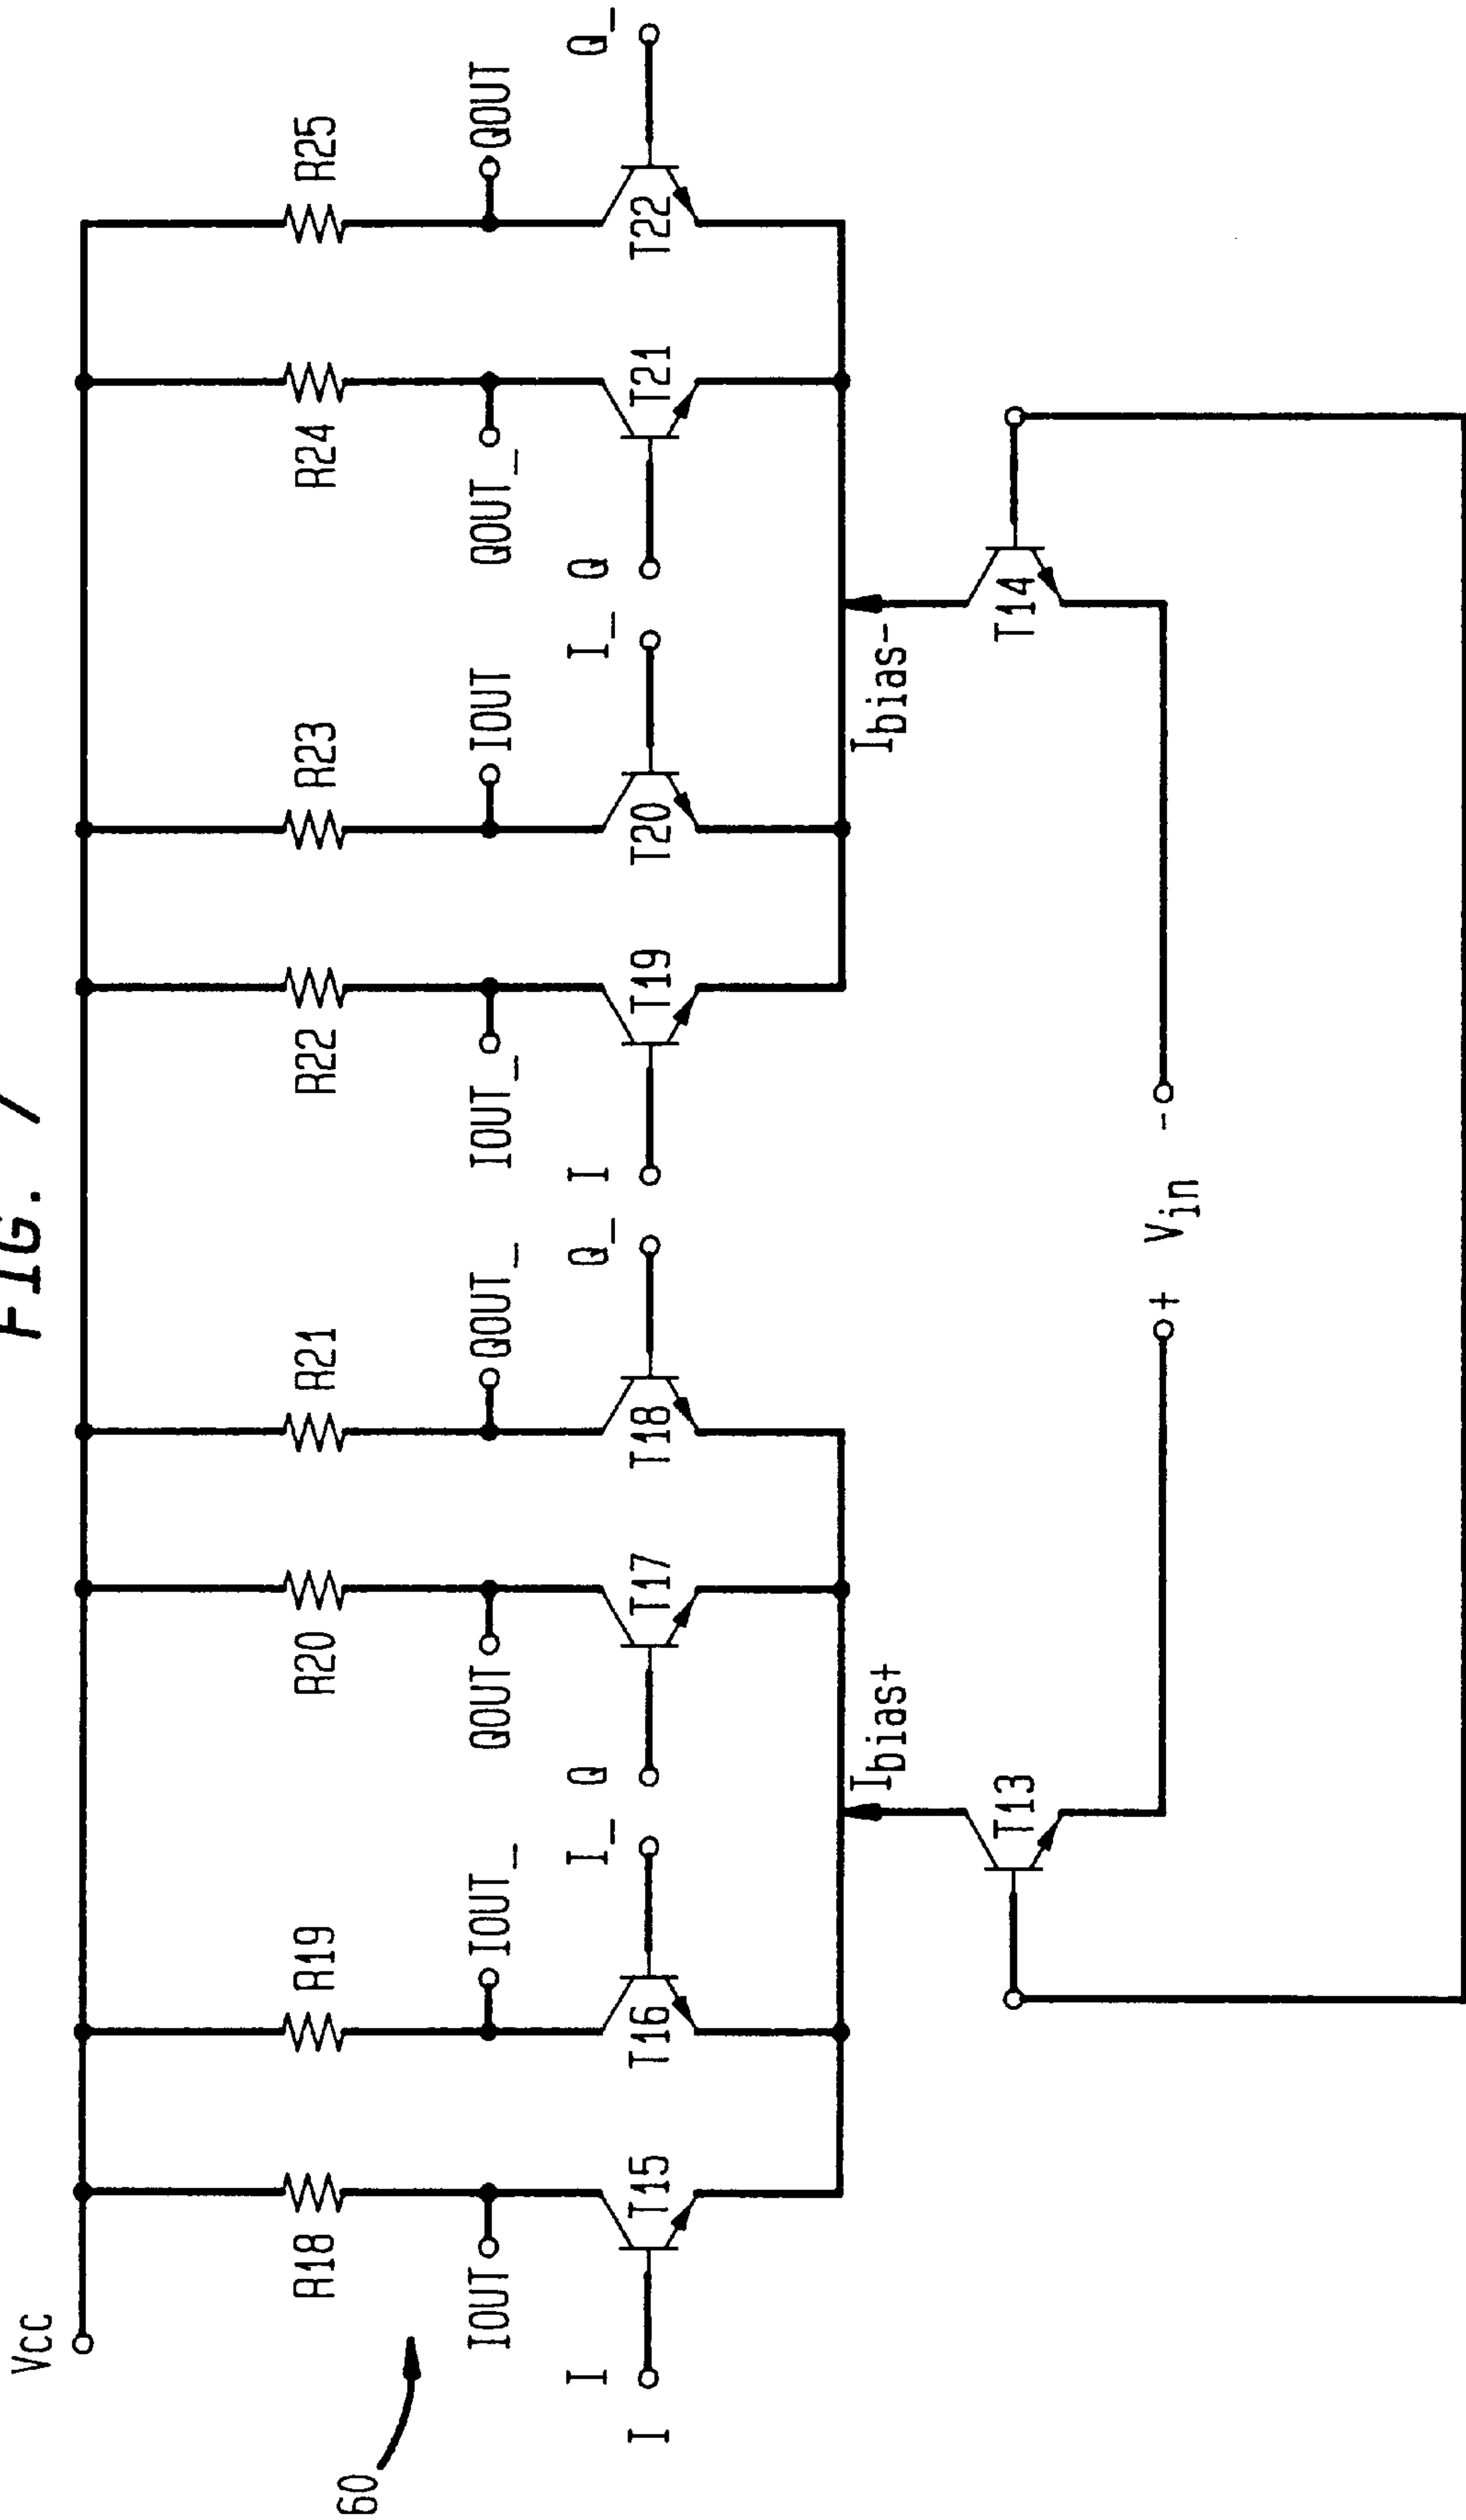 FIG. 7
Vcc
R18 R19 R20 R21 R22 R23 R24 R25
60
IOUT IOUT_ QOUT QOUT_ IOUT_ IOUT QOUT_ QOUT
I I_ Q Q_ I I_ Q Q_
I T15 T16 T17 T18 T19 T20 T21 T22
Ibias+ Ibias-
T13 T14
+ Vin -